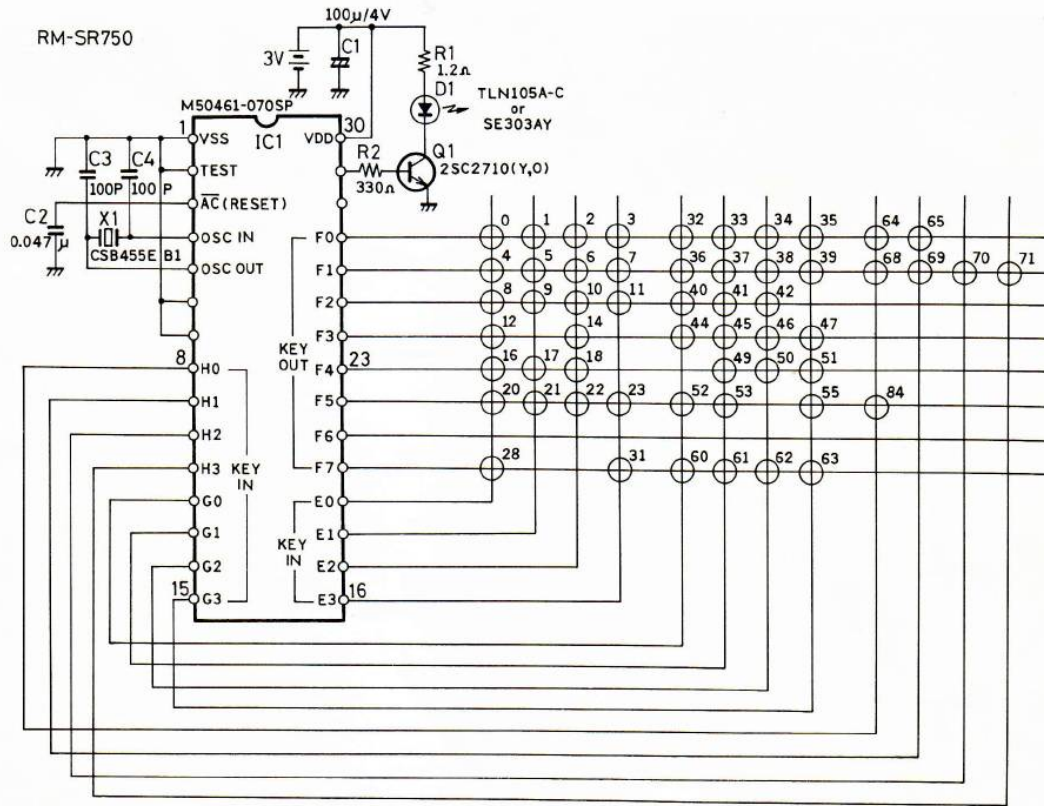 RM-SR750
100μ/4V
3V
C1
R1
1.2Ω
D1
TLN105A-C
or
SE303AY
M50461-070SP
1
VSS
IC1
VDD
30
R2
330Ω
Q1
2SC2710(Y,O)
C3
C4
100P
100 P
TEST
AC(RESET)
C2
0.047 μ
X1
CSB455E B1
OSC IN
OSC OUT
F0
F1
F2
F3
F4
F5
F6
F7
KEY
OUT
23
8
H0
H1
H2
H3
G0
G1
G2
G3
15
KEY
IN
E0
E1
E2
E3
KEY
IN
16
0 1 2 3 32 33 34 35 64 65
4 5 6 7 36 37 38 39 68 69 70 71
8 9 10 11 40 41 42
12 14 44 45 46 47
16 17 18 49 50 51
20 21 22 23 52 53 55 84
28 31 60 61 62 63